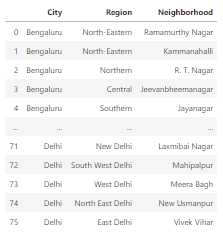 City Region Neighborhood
0 Bengaluru North-Eastern Ramamurthy Nagar
1 Bengaluru North-Eastern Kammanahalli
2 Bengaluru Northern R. T. Nagar
3 Bengaluru Central Jeevanbheemanagar
4 Bengaluru Southern Jayanagar
... ... ... ...
71 Delhi New Delhi Laxmibai Nagar
72 Delhi South West Delhi Mahipalpur
73 Delhi West Delhi Meera Bagh
74 Delhi North East Delhi New Usmanpur
75 Delhi East Delhi Vivek Vihar